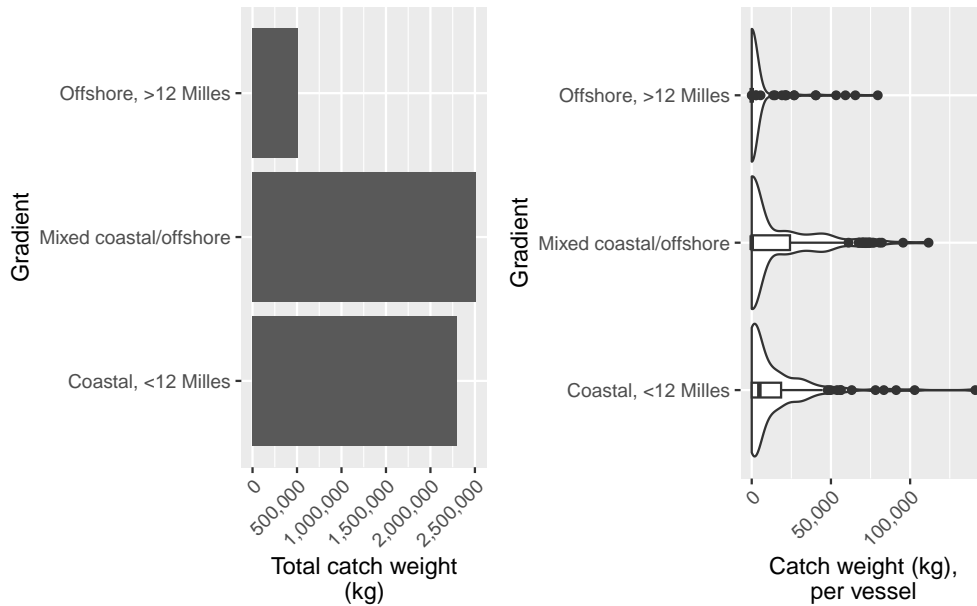 Offshore, >12 Milles
Mixed coastal/offshore
Coastal, <12 Milles
Gradient
0
500,000
1,000,000
1,500,000
2,000,000
2,500,000
Total catch weight
(kg)
Offshore, >12 Milles
Mixed coastal/offshore
Coastal, <12 Milles
Gradient
0
50,000
100,000
Catch weight (kg),
per vessel